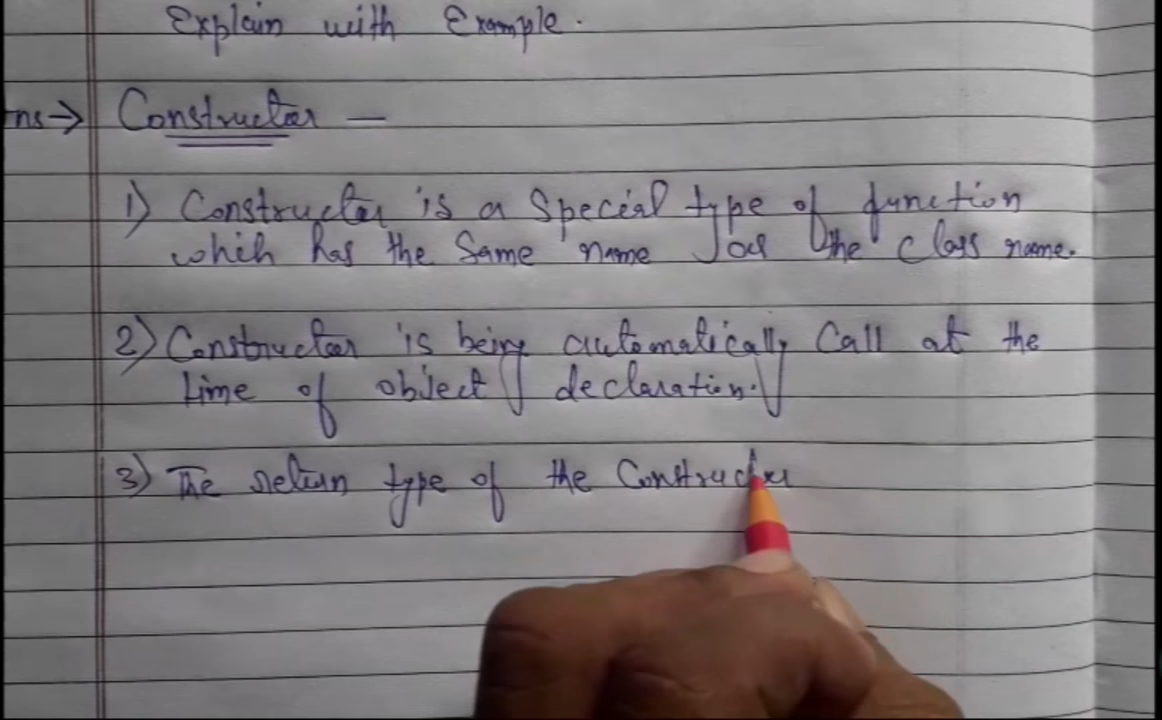 Explain with Example.
ns → Constructor —
1) Constructor is a Special type of function
which has the Same name as the Class name.
2) Constructor is being automatically Call at the
time of object declaration.
3) The return type of the Constructor